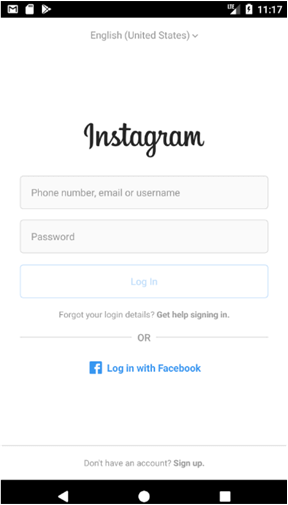 LTE 11:17
English (United States)
Instagram
Phone number, email or username
Password
Log In
Forgot your login details? Get help signing in.
OR
f Log in with Facebook
Don't have an account? Sign up.